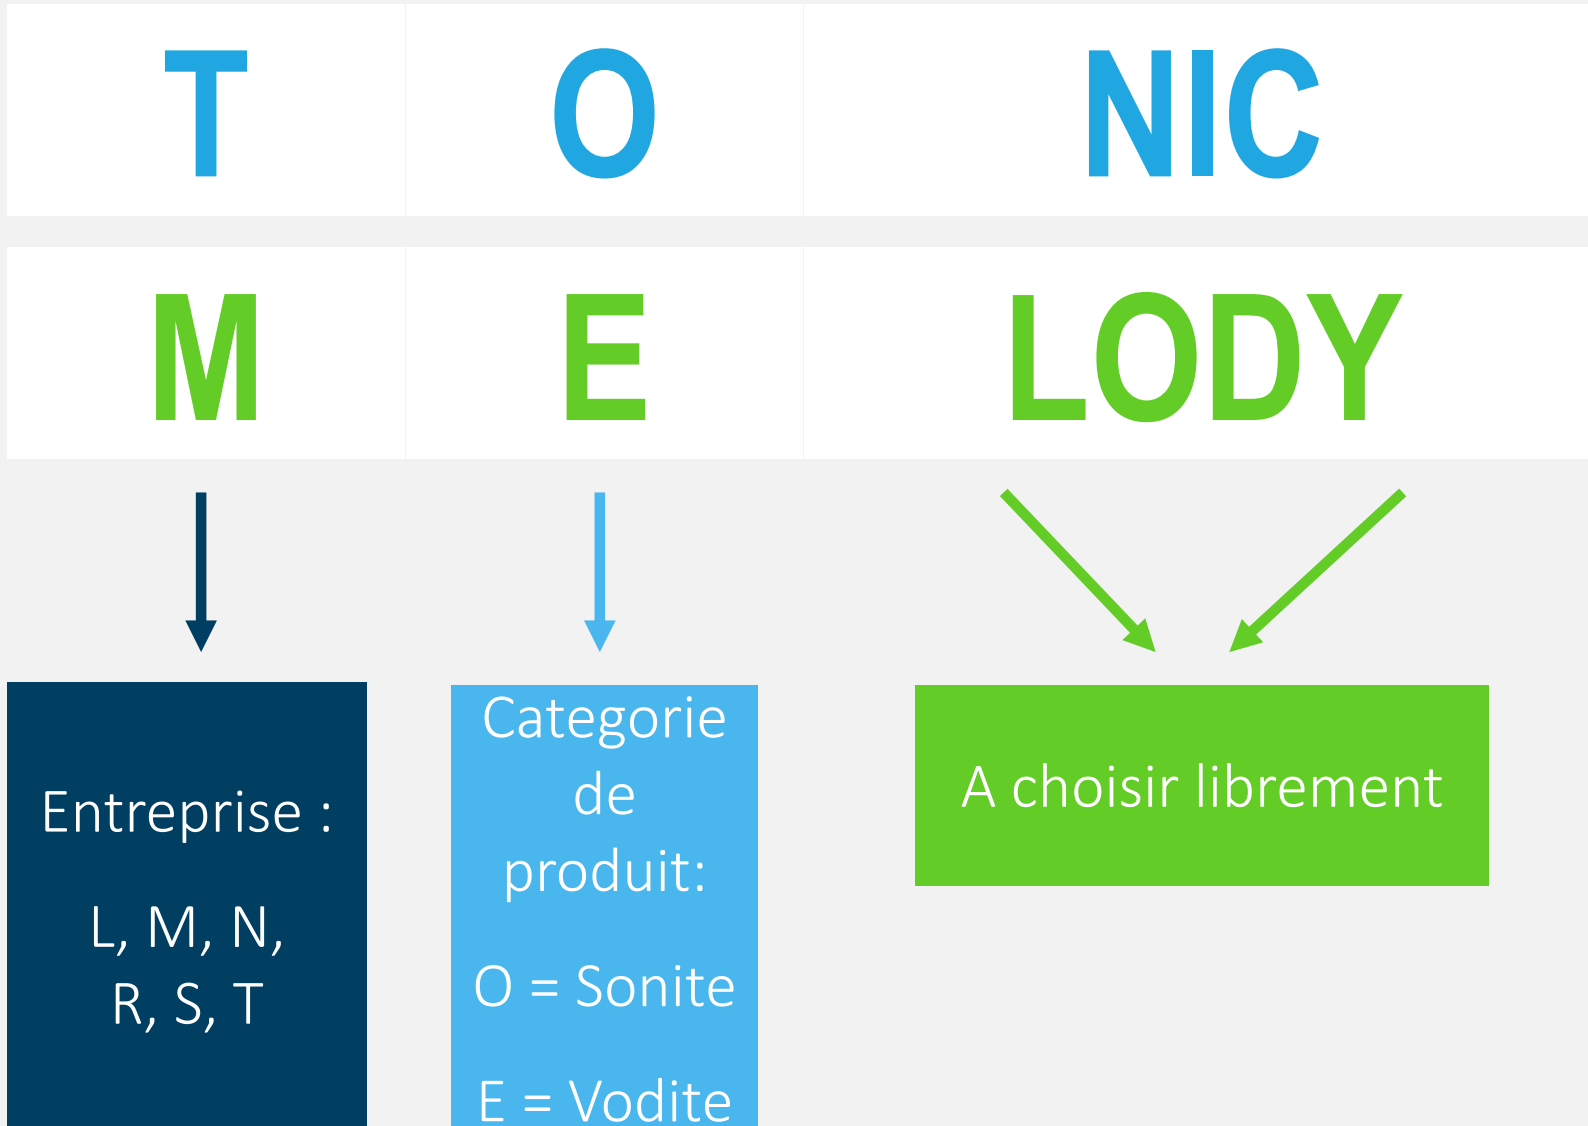 T O NIC
M E LODY
Entreprise :
L, M, N,
R, S, T
Categorie
de
produit:
O = Sonite
E = Vodite
A choisir librement